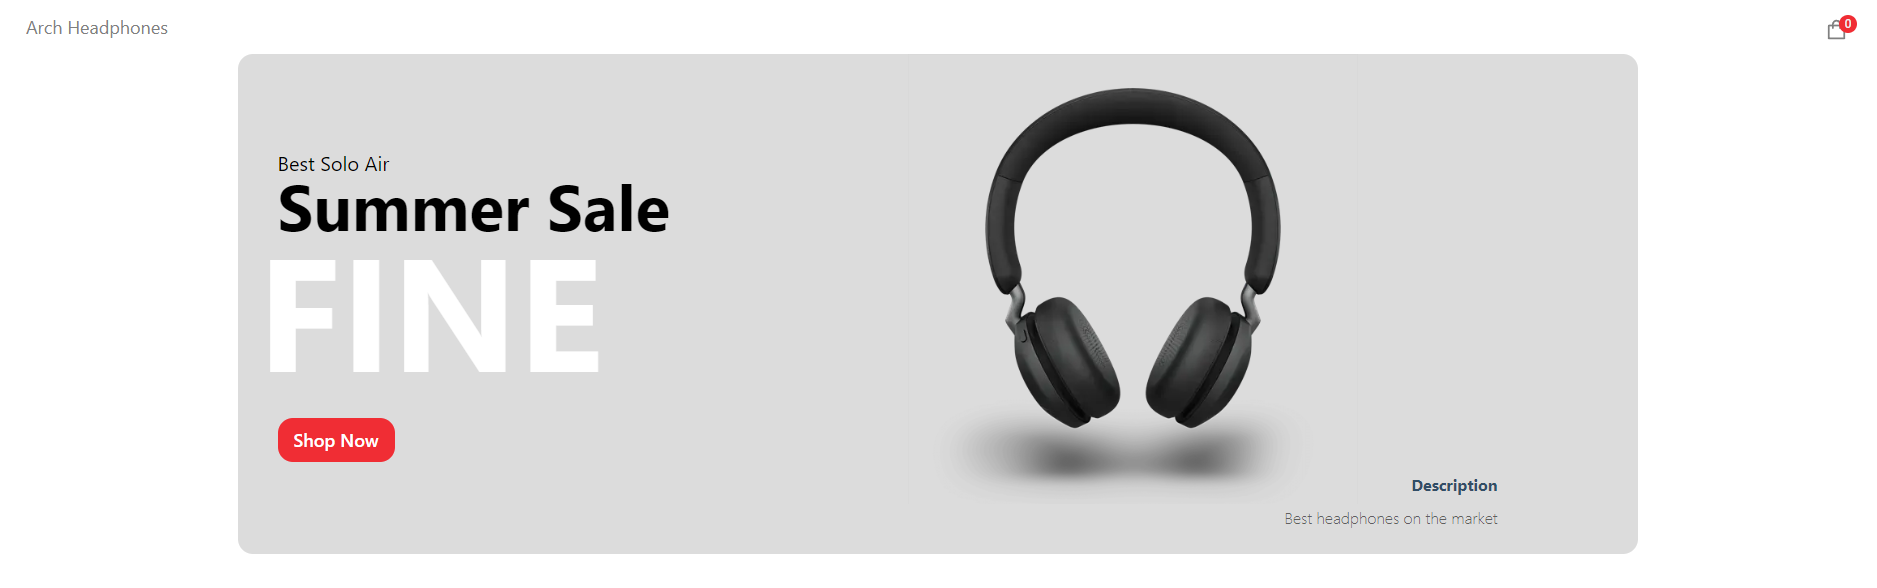 Arch Headphones
0
Best Solo Air
Summer Sale
FINE
Shop Now
Description
Best headphones on the market